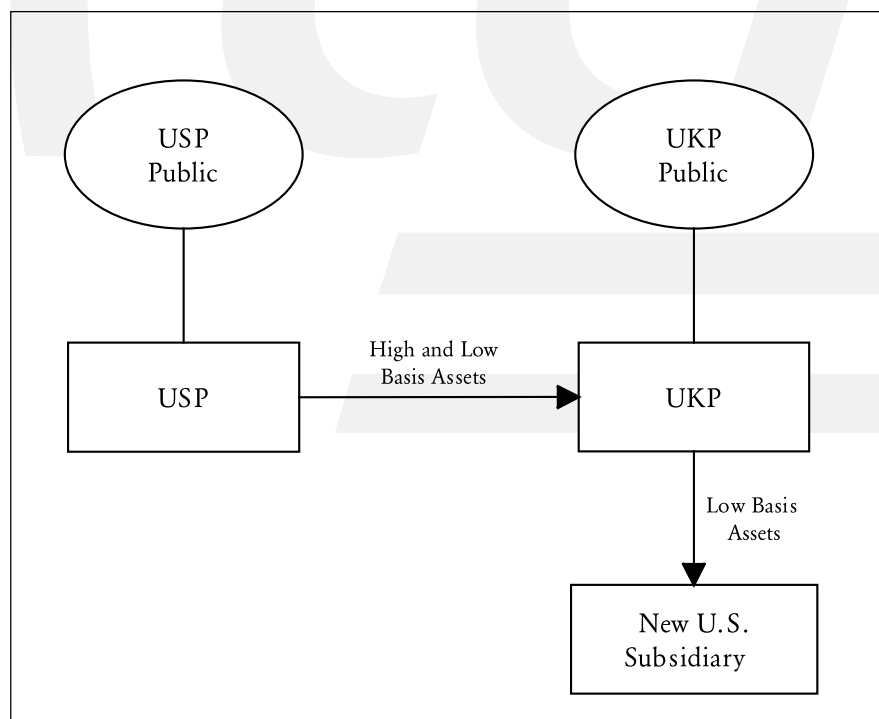 USP
Public
UKP
Public
High and Low
Basis Assets
USP
UKP
Low Basis
Assets
New U.S.
Subsidiary